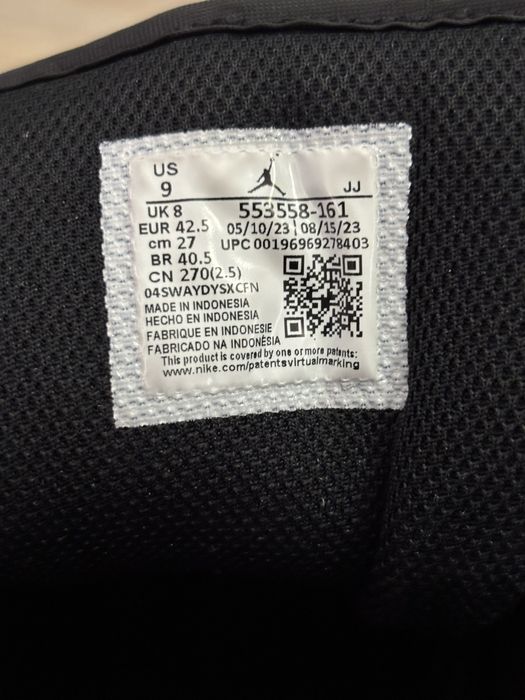 US
9
JJ
UK 8 553558-161
EUR 42.5 05/10/23 08/15/23
cm 27 UPC 00196969278403
BR 40.5
CN 270(2.5)
04SWAYDYSXCFN
MADE IN INDONESIA
HECHO EN INDONESIA
FABRIQUE EN INDONESIE
FABRICADO NA INDONÉSIA
This product is covered by one or more patents:
www.nike.com/patentsvirtualmarking